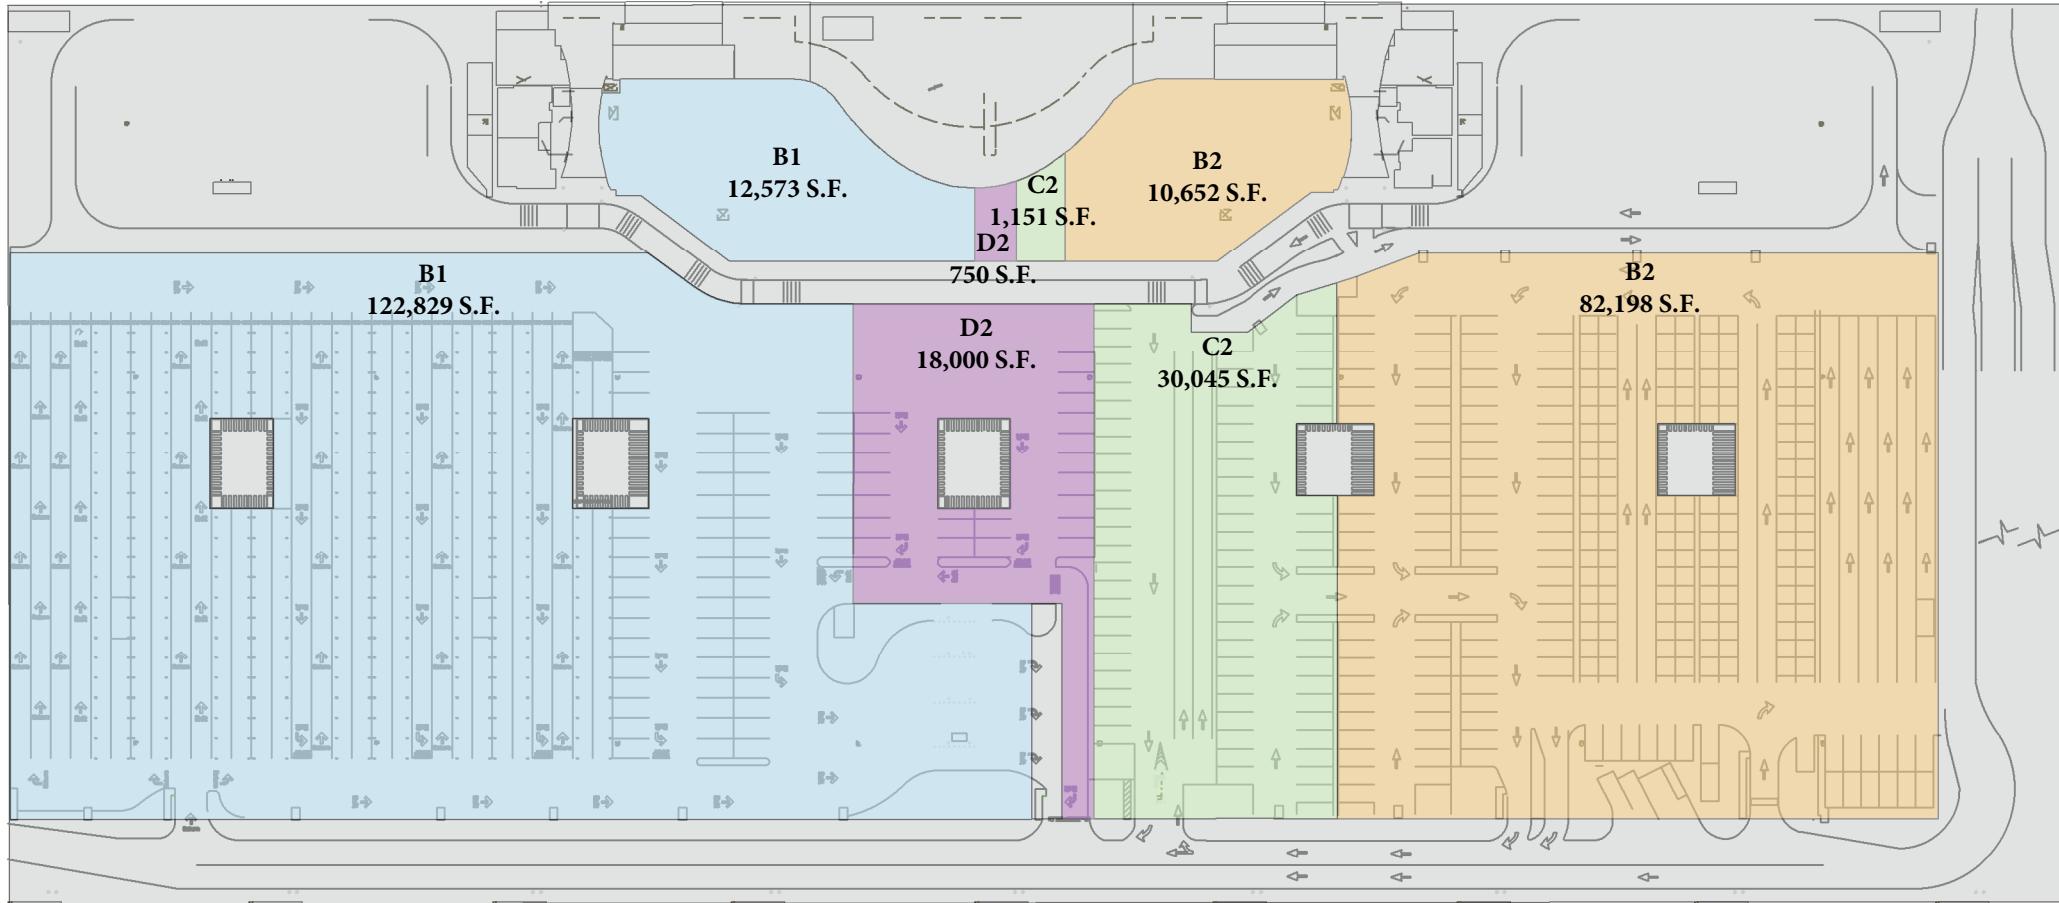 B1
12,573 S.F.
B2
10,652 S.F.
C2
1,151 S.F.
D2
750 S.F.
B1
122,829 S.F.
B2
82,198 S.F.
D2
18,000 S.F.
C2
30,045 S.F.